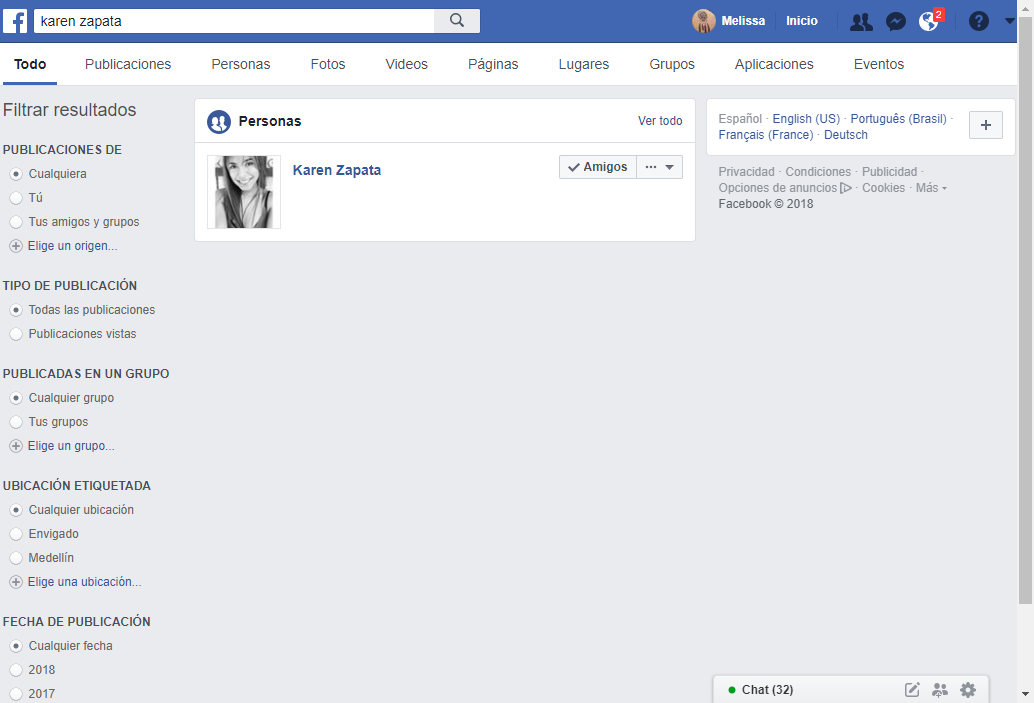 karen zapata
Melissa Inicio 2
Todo Publicaciones Personas Fotos Videos Páginas Lugares Grupos Aplicaciones Eventos
Filtrar resultados
PUBLICACIONES DE
Cualquiera
Tú
Tus amigos y grupos
Elige un origen...
TIPO DE PUBLICACIÓN
Todas las publicaciones
Publicaciones vistas
PUBLICADAS EN UN GRUPO
Cualquier grupo
Tus grupos
Elige un grupo...
UBICACIÓN ETIQUETADA
Cualquier ubicación
Envigado
Medellín
Elige una ubicación...
FECHA DE PUBLICACIÓN
Cualquier fecha
2018
2017
Personas Ver todo
Karen Zapata Amigos
Español · English (US) · Português (Brasil) ·
Français (France) · Deutsch
Privacidad · Condiciones · Publicidad ·
Opciones de anuncios · Cookies · Más
Facebook © 2018
Chat (32)